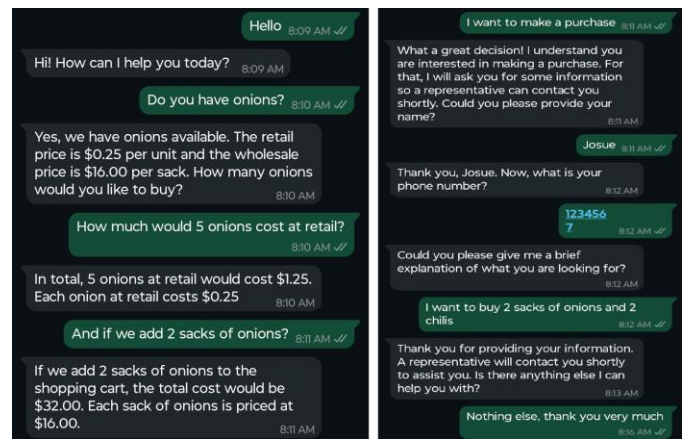 Hello 8:09 AM
Hi! How can I help you today? 8:09 AM
Do you have onions? 8:10 AM
Yes, we have onions available. The retail
price is $0.25 per unit and the wholesale
price is $16.00 per sack. How many onions
would you like to buy? 8:10 AM
How much would 5 onions cost at retail?
8:10 AM
In total, 5 onions at retail would cost $1.25.
Each onion at retail costs $0.25 8:10 AM
And if we add 2 sacks of onions? 8:11 AM
If we add 2 sacks of onions to the
shopping cart, the total cost would be
$32.00. Each sack of onions is priced at
$16.00. 8:11 AM
I want to make a purchase 8:11 AM
What a great decision! I understand you
are interested in making a purchase. For
that, I will ask you for some information
so a representative can contact you
shortly. Could you please provide your
name? 8:11 AM
Josue 8:11 AM
Thank you, Josue. Now, what is your
phone number? 8:12 AM
123456
7 8:12 AM
Could you please give me a brief
explanation of what you are looking for?
8:12 AM
I want to buy 2 sacks of onions and 2
chilis 8:12 AM
Thank you for providing your information.
A representative will contact you shortly
to assist you. Is there anything else I can
help you with? 8:13 AM
Nothing else, thank you very much
8:16 AM